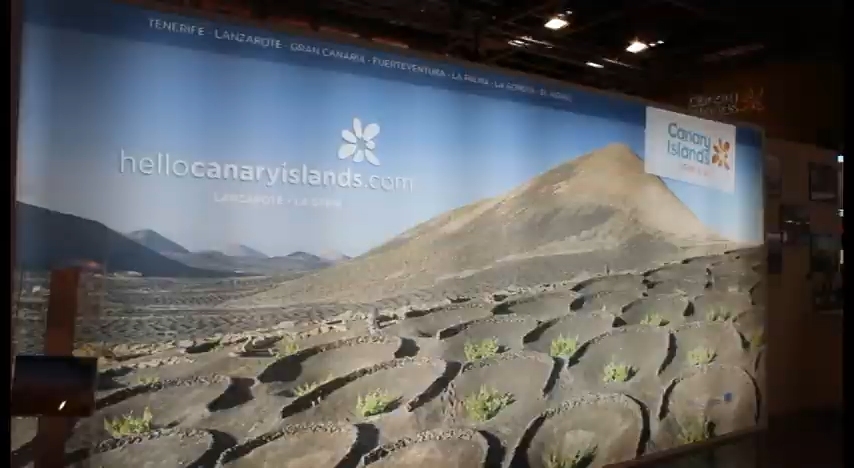 TENERIFE · LANZAROTE · GRAN CANARIA · FUERTEVENTURA · LA PALMA · LA GOMERA · EL HIERRO
hellocanaryislands.com
LANZAROTE · LA GERIA
Canary
Islands